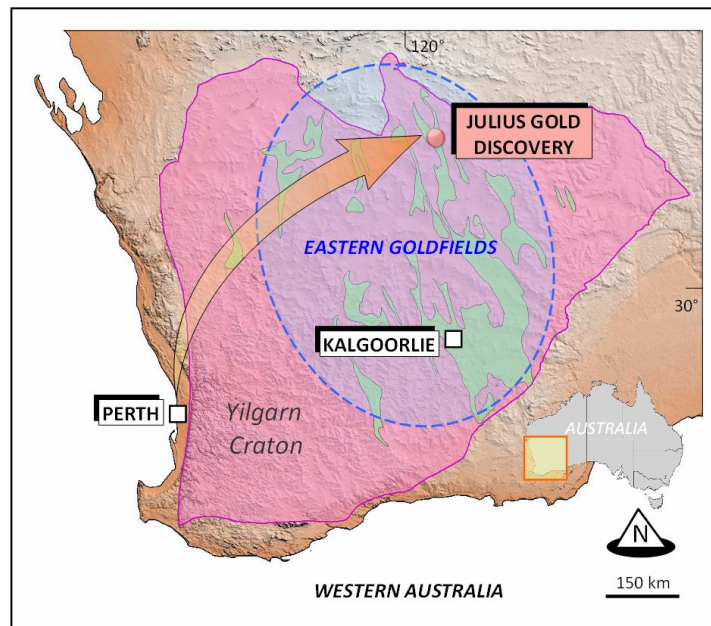 120°
JULIUS GOLD
DISCOVERY
EASTERN GOLDFIELDS
30°
KALGOORLIE
PERTH
Yilgarn
Craton
AUSTRALIA
N
WESTERN AUSTRALIA
150 km